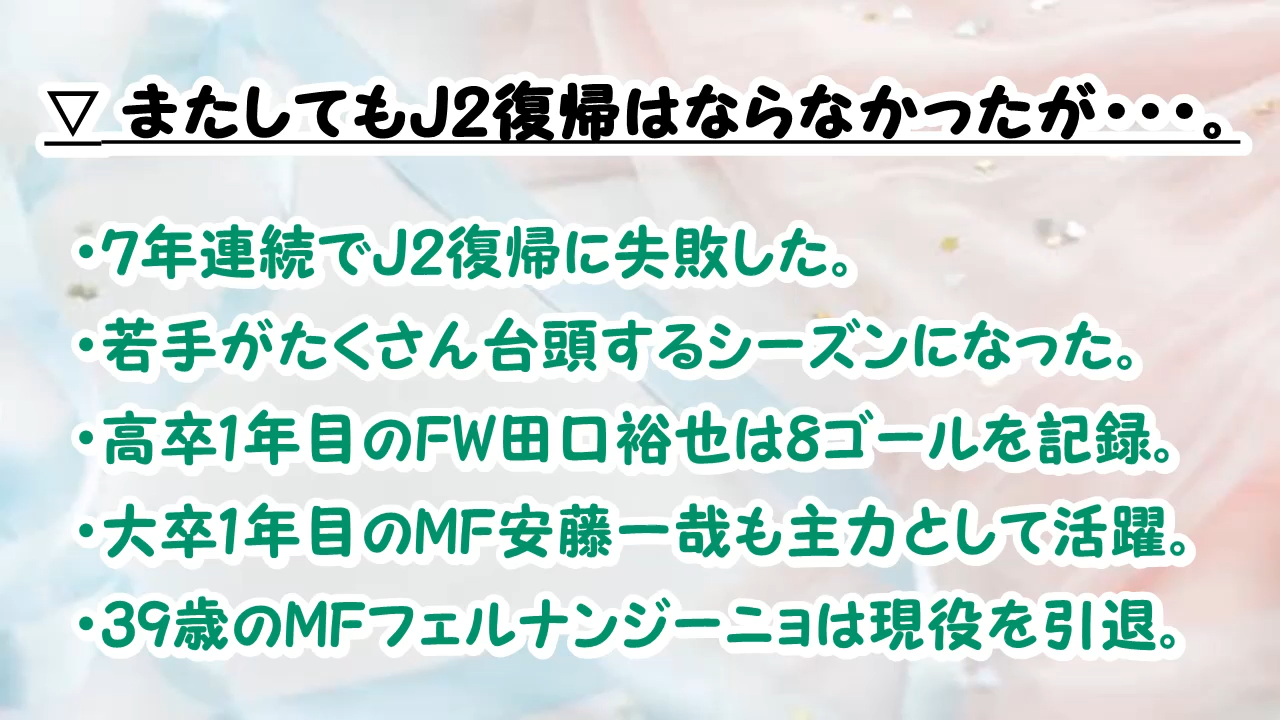 ▽ またしてもJ2復帰はならなかったが・・・。
・7年連続でJ2復帰に失敗した。
・若手がたくさん台頭するシーズンになった。
・高卒1年目のFW田口裕也は8ゴールを記録。
・大卒1年目のMF安藤一哉も主力として活躍。
・39歳のMFフェルナンジーニョは現役を引退。